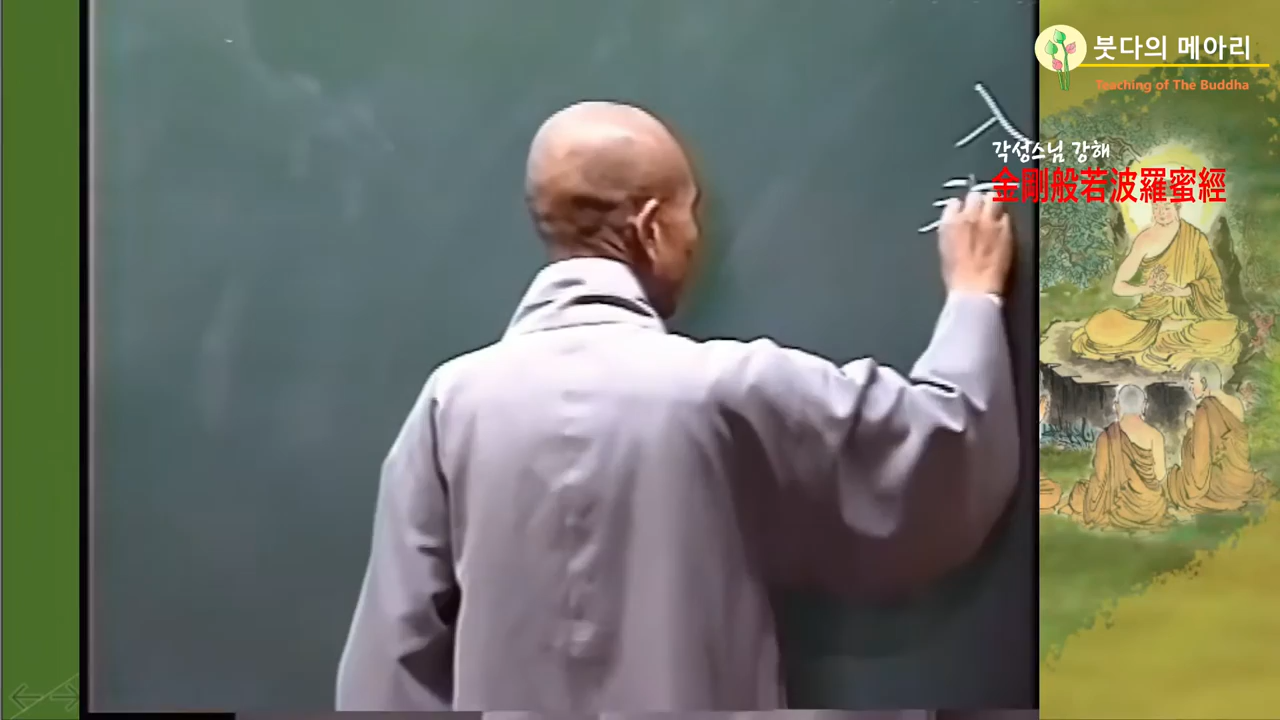 붓다의 메아리
Teaching of The Buddha
각성스님 강해
金剛般若波羅蜜經
入